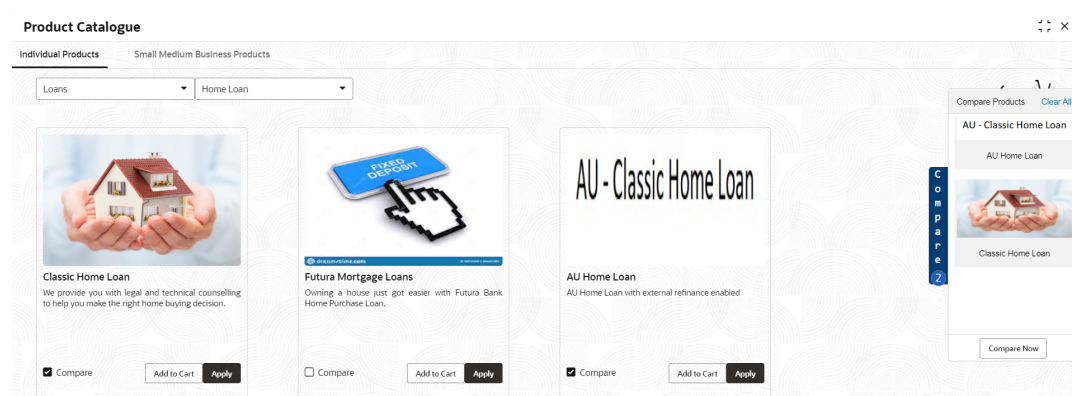 Product Catalogue
Individual Products
Small Medium Business Products
Loans
Home Loan
Compare Products
Clear All
AU - Classic Home Loan
AU Home Loan
Classic Home Loan
Compare Now
Compare
2
FIXED
DEPOSIT
dreamstime.com
AU - Classic Home Loan
Classic Home Loan
We provide you with legal and technical counselling
to help you make the right home buying decision.
Compare
Add to Cart
Apply
Futura Mortgage Loans
Owning a house just got easier with Futura Bank
Home Purchase Loan.
Compare
Add to Cart
Apply
AU Home Loan
AU Home Loan with external refinance enabled
Compare
Add to Cart
Apply